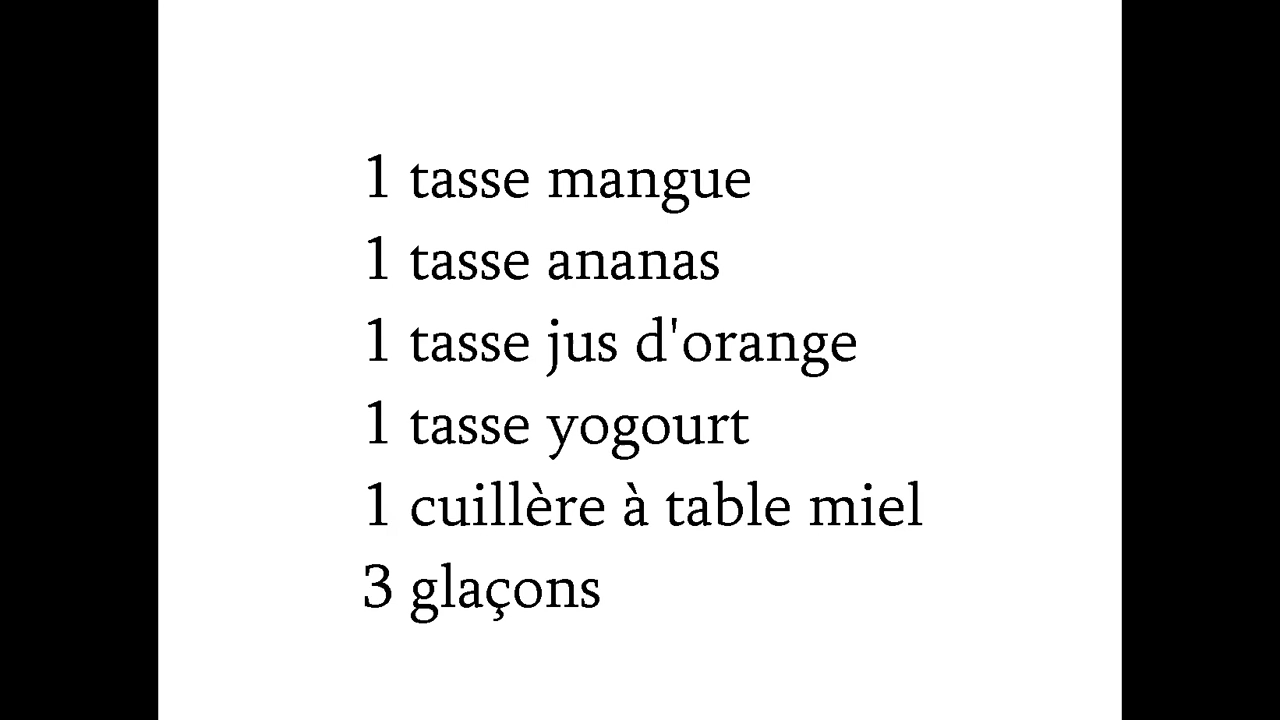 1 tasse mangue
1 tasse ananas
1 tasse jus d'orange
1 tasse yogourt
1 cuillère à table miel
3 glaçons